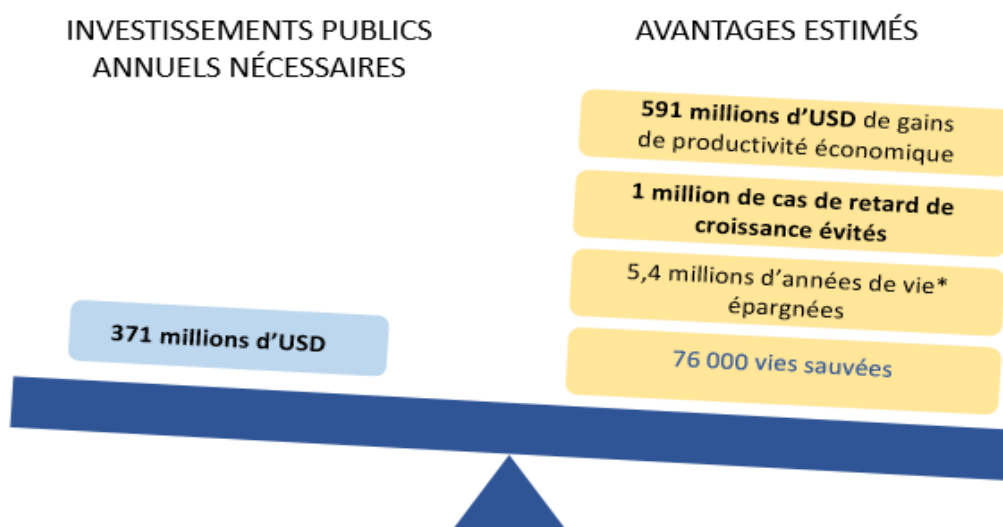 INVESTISSEMENTS PUBLICS
ANNUELS NÉCESSAIRES
371 millions d’USD
AVANTAGES ESTIMÉS
591 millions d’USD de gains
de productivité économique
1 million de cas de retard de
croissance évités
5,4 millions d’années de vie*
épargnées
76 000 vies sauvées